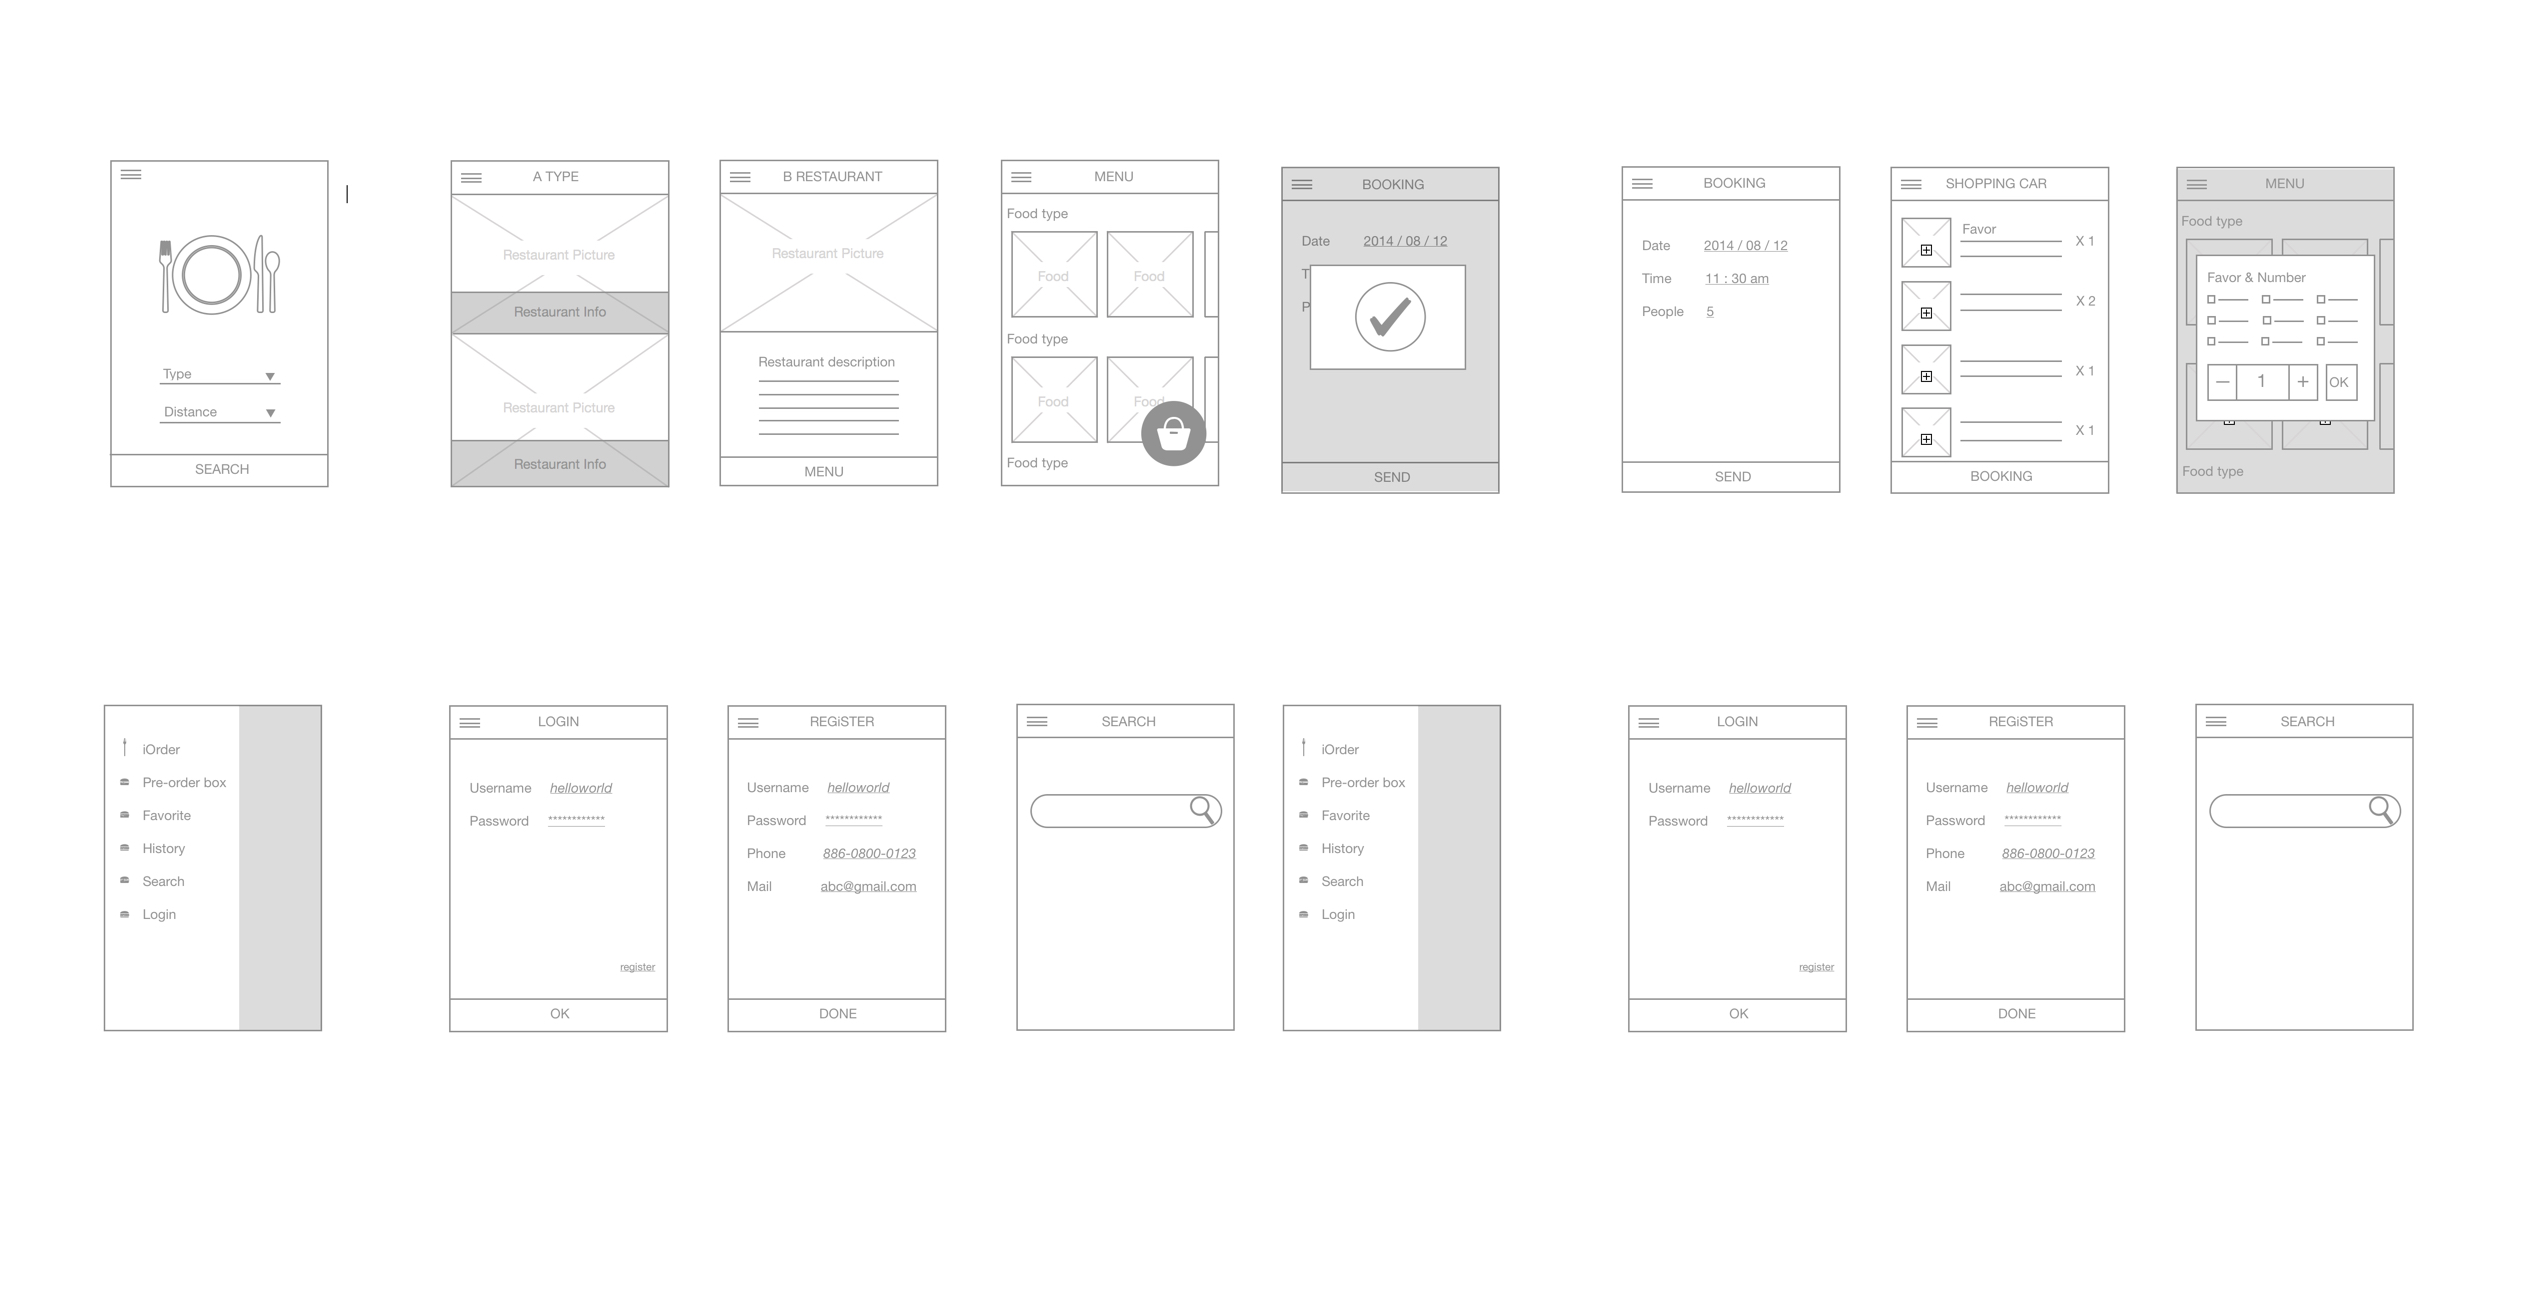 SEARCH
Type
Distance
A TYPE
Restaurant Picture
Restaurant Info
Restaurant Picture
Restaurant Info
B RESTAURANT
Restaurant Picture
Restaurant description
MENU
MENU
Food type
Food Food
Food type
Food Food
Food type
BOOKING
Date 2014 / 08 / 12
T
P
SEND
BOOKING
Date 2014 / 08 / 12
Time 11 : 30 am
People 5
SEND
SHOPPING CAR
Favor
X 1
X 2
X 1
X 1
BOOKING
MENU
Food type
Favor & Number
1 + OK
Food type
iOrder
Pre-order box
Favorite
History
Search
Login
LOGIN
Username helloworld
Password ************
register
OK
REGiSTER
Username helloworld
Password ************
Phone 886-0800-0123
Mail abc@gmail.com
DONE
SEARCH
iOrder
Pre-order box
Favorite
History
Search
Login
LOGIN
Username helloworld
Password ************
register
OK
REGiSTER
Username helloworld
Password ************
Phone 886-0800-0123
Mail abc@gmail.com
DONE
SEARCH